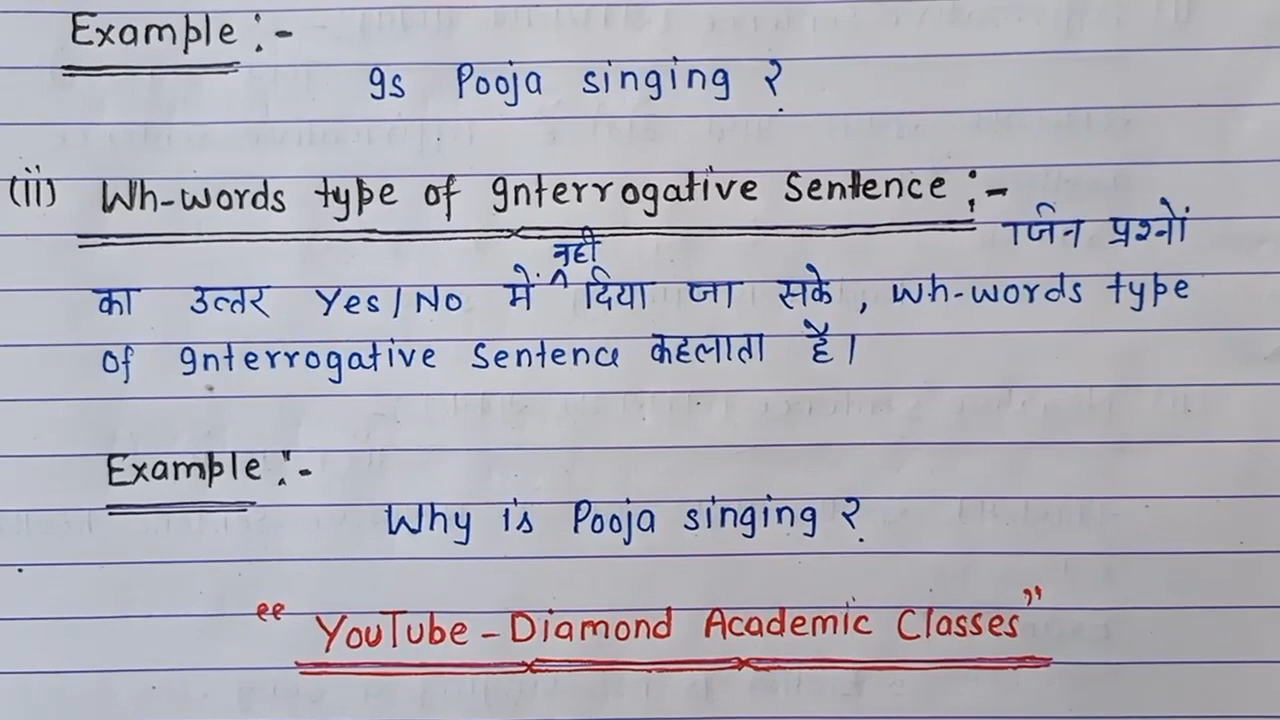 Example :-
Is Pooja singing ?
(ii) Wh-words type of Interrogative Sentence :-
जिन प्रश्नों
नही
का उत्तर Yes/No में ^ दिया जा सके, Wh-words type
of Interrogative Sentence कहलाता है।
Example :-
Why is Pooja singing ?
"YouTube - Diamond Academic Classes"